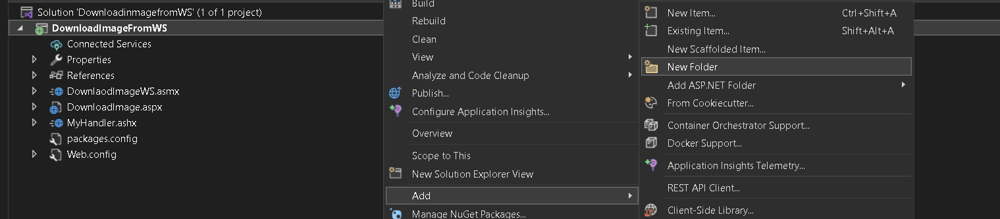 Solution 'DownloadinmagefromWS' (1 of 1 project)
DownloadImageFromWS
Connected Services
Properties
References
DownlaodImageWS.asmx
DownloadImage.aspx
MyHandler.ashx
packages.config
Web.config
Build
Rebuild
Clean
View
Analyze and Code Cleanup
Publish...
Configure Application Insights...
Overview
Scope to This
New Solution Explorer View
Add
Manage NuGet Packages...
New Item... Ctrl+Shift+A
Existing Item... Shift+Alt+A
New Scaffolded Item...
New Folder
Add ASP.NET Folder
From Cookiecutter...
Container Orchestrator Support...
Docker Support...
Application Insights Telemetry...
REST API Client...
Client-Side Library...